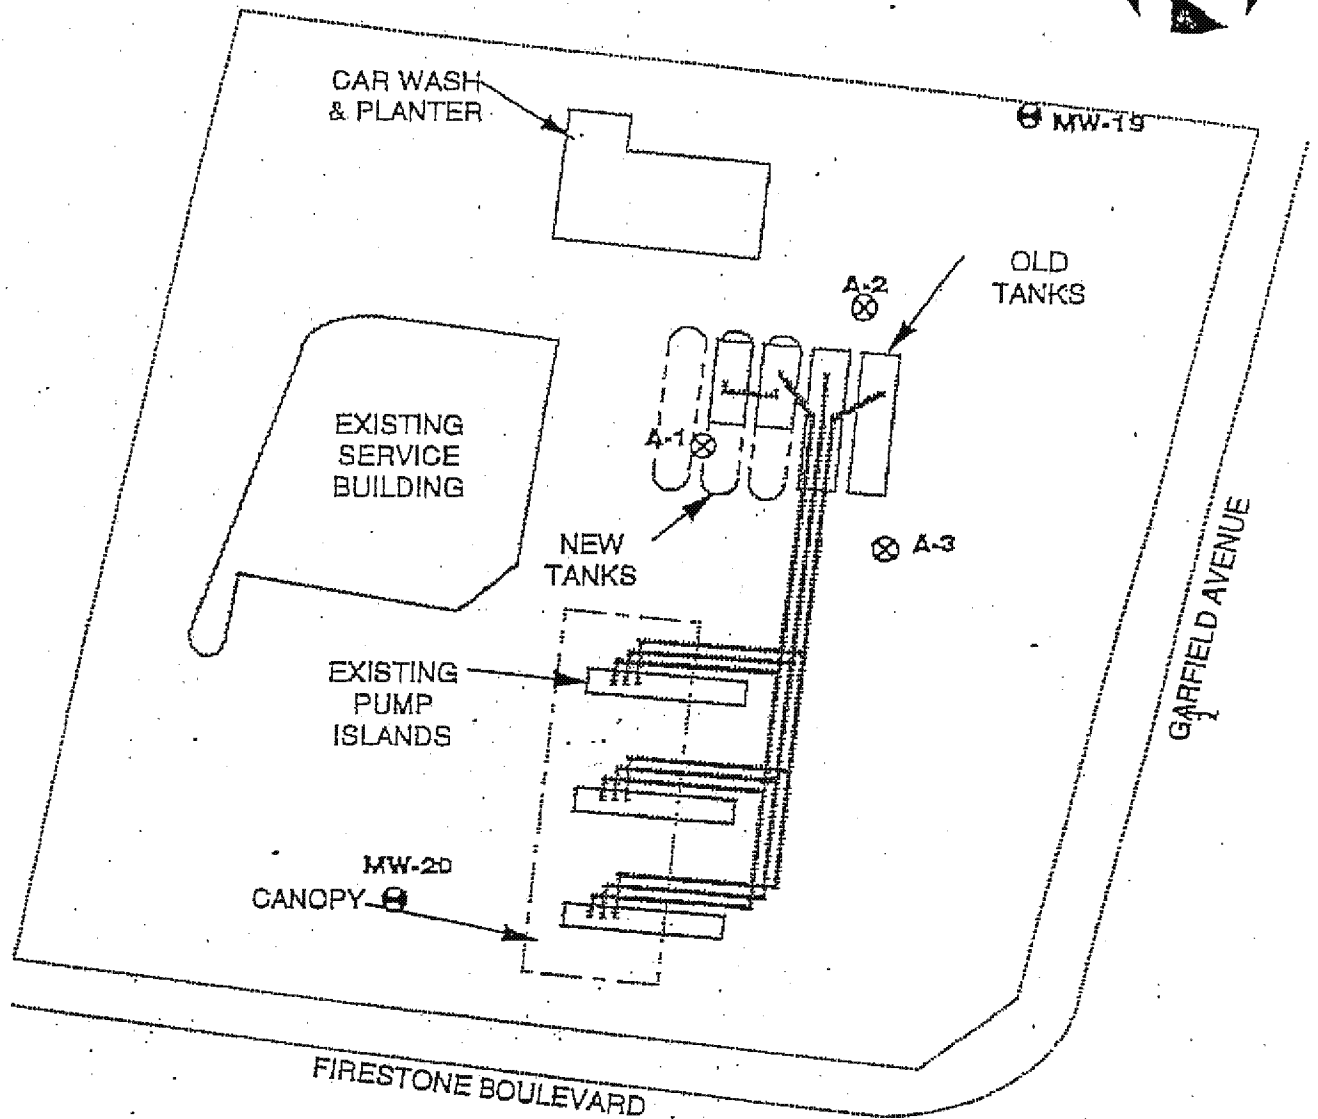 CAR WASH
& PLANTER
MW-19
OLD
TANKS
A-2
EXISTING
SERVICE
BUILDING
A-1
NEW
TANKS
A-3
GARFIELD AVENUE
EXISTING
PUMP
ISLANDS
MW-20
CANOPY
FIRESTONE BOULEVARD